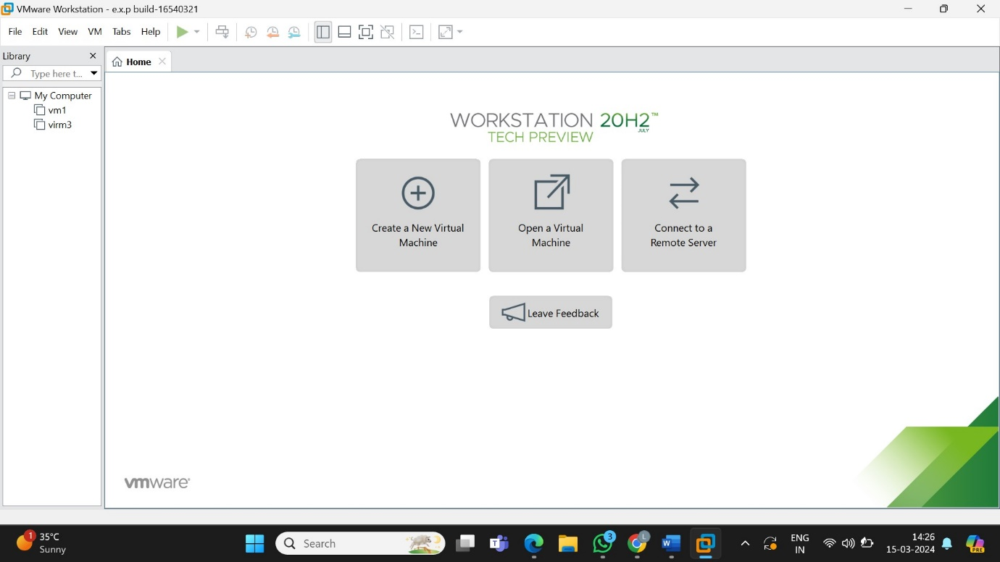 VMware Workstation - e.x.p build-16540321
File Edit View VM Tabs Help
Library
Home
Type here t...
My Computer
vm1
virm3
WORKSTATION 20H2™
JULY
TECH PREVIEW
Create a New Virtual
Machine
Open a Virtual
Machine
Connect to a
Remote Server
Leave Feedback
vmware®
1
35°C
Sunny
Search
T
3
L
W
ENG
IN
14:26
15-03-2024
PRE